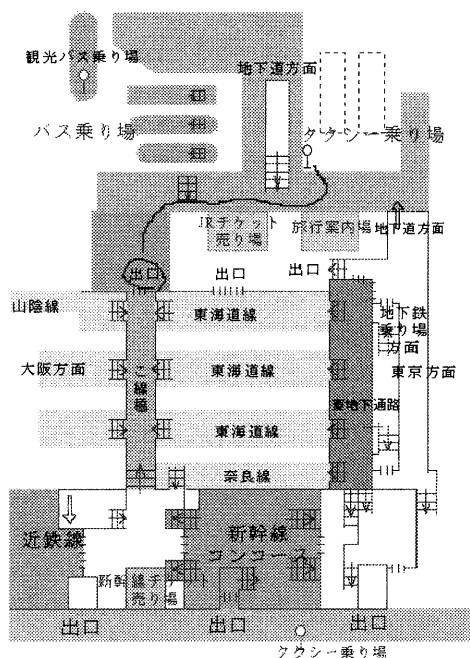 観光バス乗り場
地下道方面
バス乗り場
タクシー乗り場
JRチケット
売り場
旅行案内場
地下道方面
出口
出口
出口
山陰線
東海道線
地下鉄
乗り場
方面
大阪方面
こ線橋
東海道線
東京方面
東海道線
東地下通路
奈良線
近鉄線
新幹線
コンコース
新幹線チケット
売り場
出口
出口
出口
タクシー乗り場